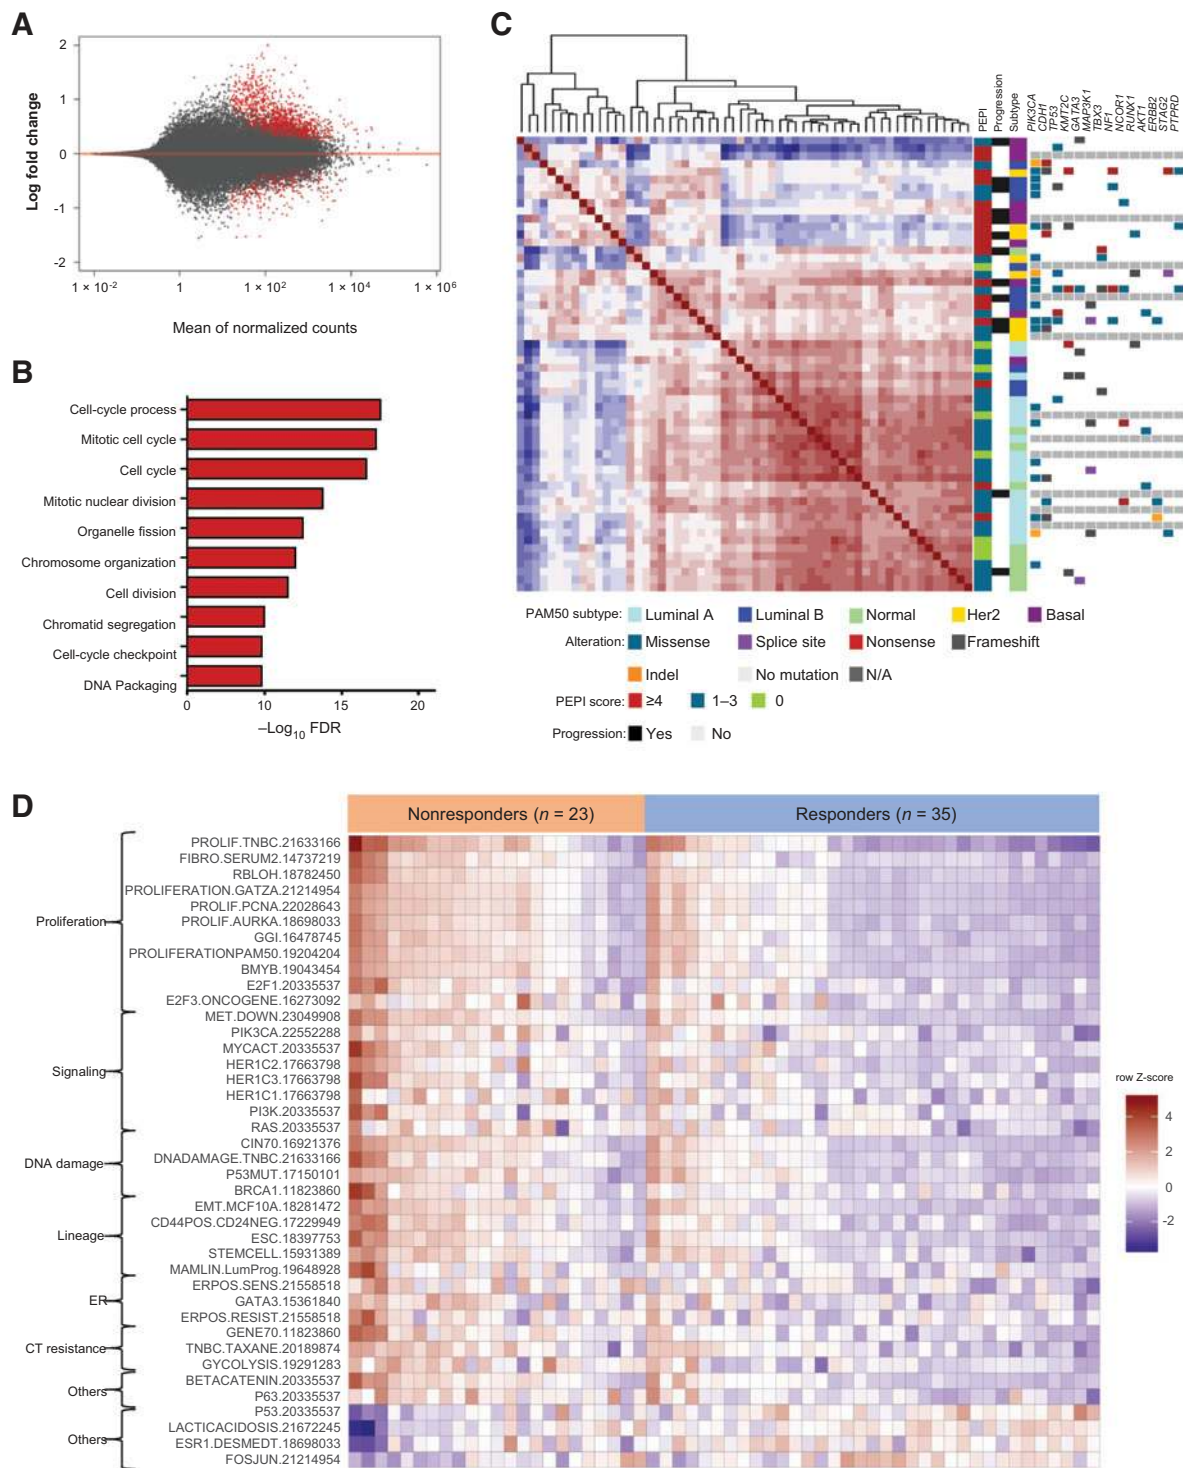 A
Log fold change
2
1
0
-1
-2
1 × 10-2
1
1 × 102
1 × 104
1 × 106
Mean of normalized counts
B
Cell-cycle process
Mitotic cell cycle
Cell cycle
Mitotic nuclear division
Organelle fission
Chromosome organization
Cell division
Chromatid segregation
Cell-cycle checkpoint
DNA Packaging
0
10
15
20
–Log10 FDR
C
PEPI
Progression
Subtype
PIK3CA
CDH1
TP53
KMT2C
GATA3
MAP3K1
TBX3
NF1
NCOR1
RUNX1
AKT1
ERBB2
STAG2
PTPRD
PAM50 subtype: Luminal A Luminal B Normal Her2 Basal
Alteration: Missense Splice site Nonsense Frameshift
Indel No mutation N/A
PEPI score: ≥4 1–3 0
Progression: Yes No
D
Nonresponders (n = 23)
Responders (n = 35)
Proliferation
PROLIF.TNBC.21633166
FIBRO.SERUM2.14737219
RBLOH.18782450
PROLIFERATION.GATZA.21214954
PROLIF.PCNA.22028643
PROLIF.AURKA.18698033
GGI.16478745
PROLIFERATIONPAM50.19204204
BMYB.19043454
E2F1.20335537
E2F3.ONCOGENE.16273092
Signaling
MET.DOWN.23049908
PIK3CA.22552288
MYCACT.20335537
HER1C2.17663798
HER1C3.17663798
HER1C1.17663798
PI3K.20335537
RAS.20335537
DNA damage
CIN70.16921376
DNADAMAGE.TNBC.21633166
P53MUT.17150101
BRCA1.11823860
Lineage
EMT.MCF10A.18281472
CD44POS.CD24NEG.17229949
ESC.18397753
STEMCELL.15931389
MAMLIN.LumProg.19648928
ER
ERPOS.SENS.21558518
GATA3.15361840
ERPOS.RESIST.21558518
CT resistance
GENE70.11823860
TNBC.TAXANE.20189874
GYCOLYSIS.19291283
Others
BETACATENIN.20335537
P63.20335537
Others
P53.20335537
LACTICACIDOSIS.21672245
ESR1.DESMEDT.18698033
FOSJUN.21214954
row Z-score
4
2
0
-2